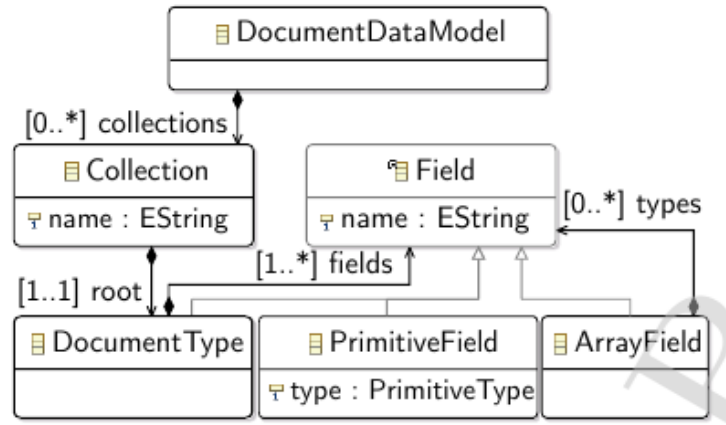 DocumentDataModel
[0..*] collections
Collection
name : EString
Field
name : EString
[0..*] types
[1..*] fields
[1..1] root
DocumentType
PrimitiveField
type : PrimitiveType
ArrayField